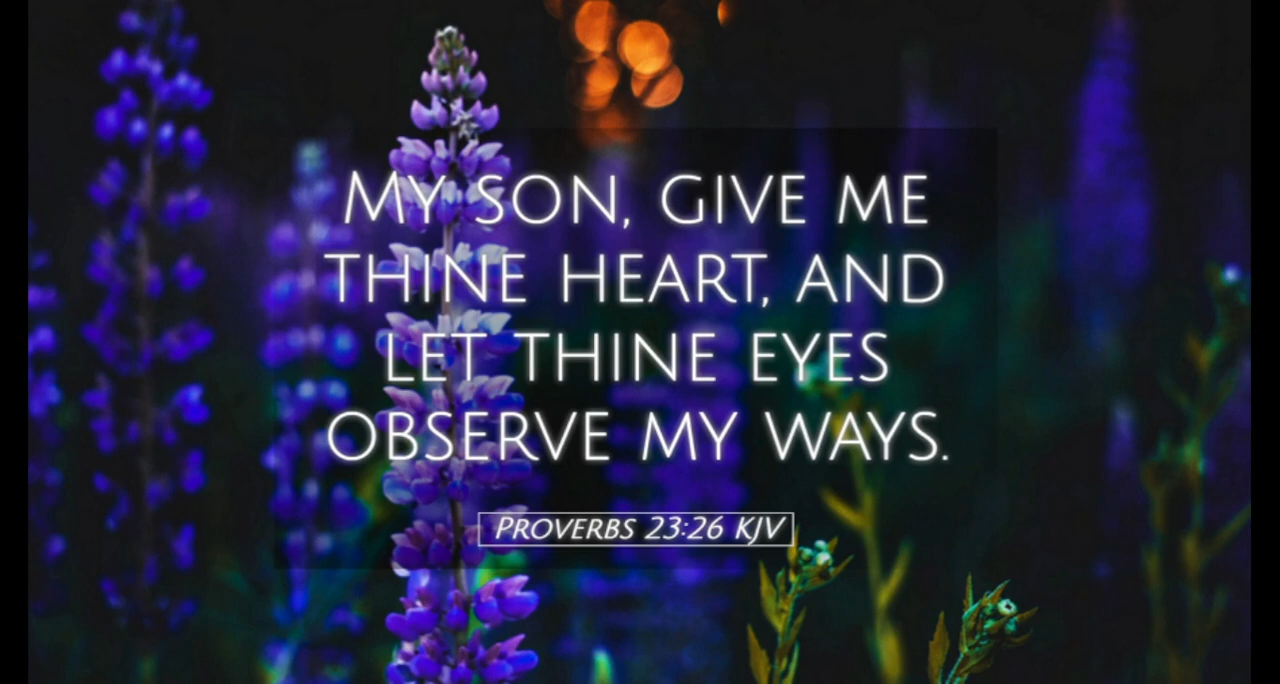 My son, give me
thine heart, and
let thine eyes
observe my ways.
Proverbs 23:26 KJV